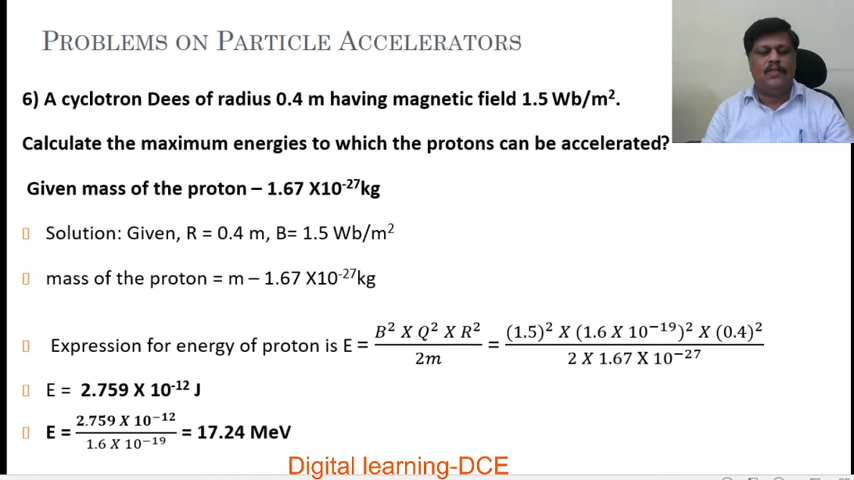 PROBLEMS ON PARTICLE ACCELERATORS
6) A cyclotron Dees of radius 0.4 m having magnetic field 1.5 Wb/m².
Calculate the maximum energies to which the protons can be accelerated?
Given mass of the proton – 1.67 X10⁻²⁷kg
Solution: Given, R = 0.4 m, B= 1.5 Wb/m²
mass of the proton = m – 1.67 X10⁻²⁷kg
Expression for energy of proton is E = B² X Q² X R² / 2m = (1.5)² X (1.6 X 10⁻¹⁹)² X (0.4)² / 2 X 1.67 X 10⁻²⁷
E = 2.759 X 10⁻¹² J
E = 2.759 X 10⁻¹² / 1.6 X 10⁻¹⁹ = 17.24 MeV
Digital learning-DCE